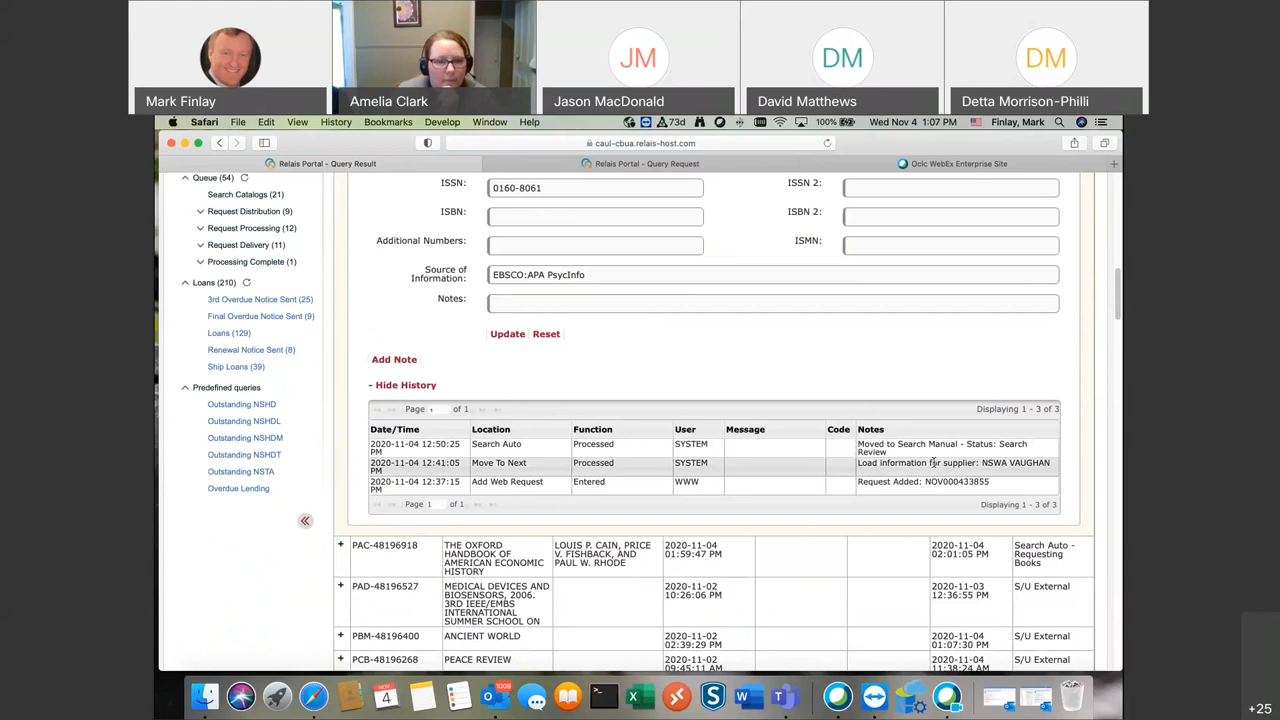 JM
DM
DM
Mark Finlay
Amelia Clark
Jason MacDonald
David Matthews
Detta Morrison-Philli
Safari File Edit View History Bookmarks Develop Window Help
73d 100% Wed Nov 4 1:07 PM Finlay, Mark
caul-cbua.relais-host.com
Relais Portal - Query Result
Relais Portal - Query Request
Oclc WebEx Enterprise Site
Queue (54)
Search Catalogs (21)
Request Distribution (9)
Request Processing (12)
Request Delivery (11)
Processing Complete (1)
Loans (210)
3rd Overdue Notice Sent (25)
Final Overdue Notice Sent (9)
Loans (129)
Renewal Notice Sent (8)
Ship Loans (39)
Predefined queries
Outstanding NSHD
Outstanding NSHDL
Outstanding NSHDM
Outstanding NSHDT
Outstanding NSTA
Overdue Lending
ISSN: 0160-8061 ISSN 2:
ISBN: ISBN 2:
Additional Numbers: ISMN:
Source of
Information: EBSCO:APA PsycInfo
Notes:
Update Reset
Add Note
- Hide History
Page of 1 Displaying 1 - 3 of 3
Date/Time Location Function User Message Code Notes
2020-11-04 12:50:25 Search Auto Processed SYSTEM Moved to Search Manual - Status: Search
PM Review
2020-11-04 12:41:05 Move To Next Processed SYSTEM Load information for supplier: NSWA VAUGHAN
PM
2020-11-04 12:37:15 Add Web Request Entered WWW Request Added: NOV000433855
PM
Page 1 of 1 Displaying 1 - 3 of 3
+ PAC-48196918 THE OXFORD LOUIS P. CAIN, PRICE 2020-11-04 2020-11-04 Search Auto -
HANDBOOK OF V. FISHBACK, AND 01:59:47 PM 02:01:05 PM Requesting
AMERICAN ECONOMIC PAUL W. RHODE Books
HISTORY
+ PAD-48196527 MEDICAL DEVICES AND 2020-11-02 2020-11-03 S/U External
BIOSENSORS, 2006. 10:26:06 PM 12:36:55 PM
3RD IEEE/EMBS
INTERNATIONAL
SUMMER SCHOOL ON
+ PBM-48196400 ANCIENT WORLD 2020-11-02 2020-11-04 S/U External
02:39:29 PM 01:07:30 PM
+ PCB-48196268 PEACE REVIEW 2020-11-02 2020-11-04 S/U External
09:45:11 AM 11:38:24 AM
NOV
4
1009
+25